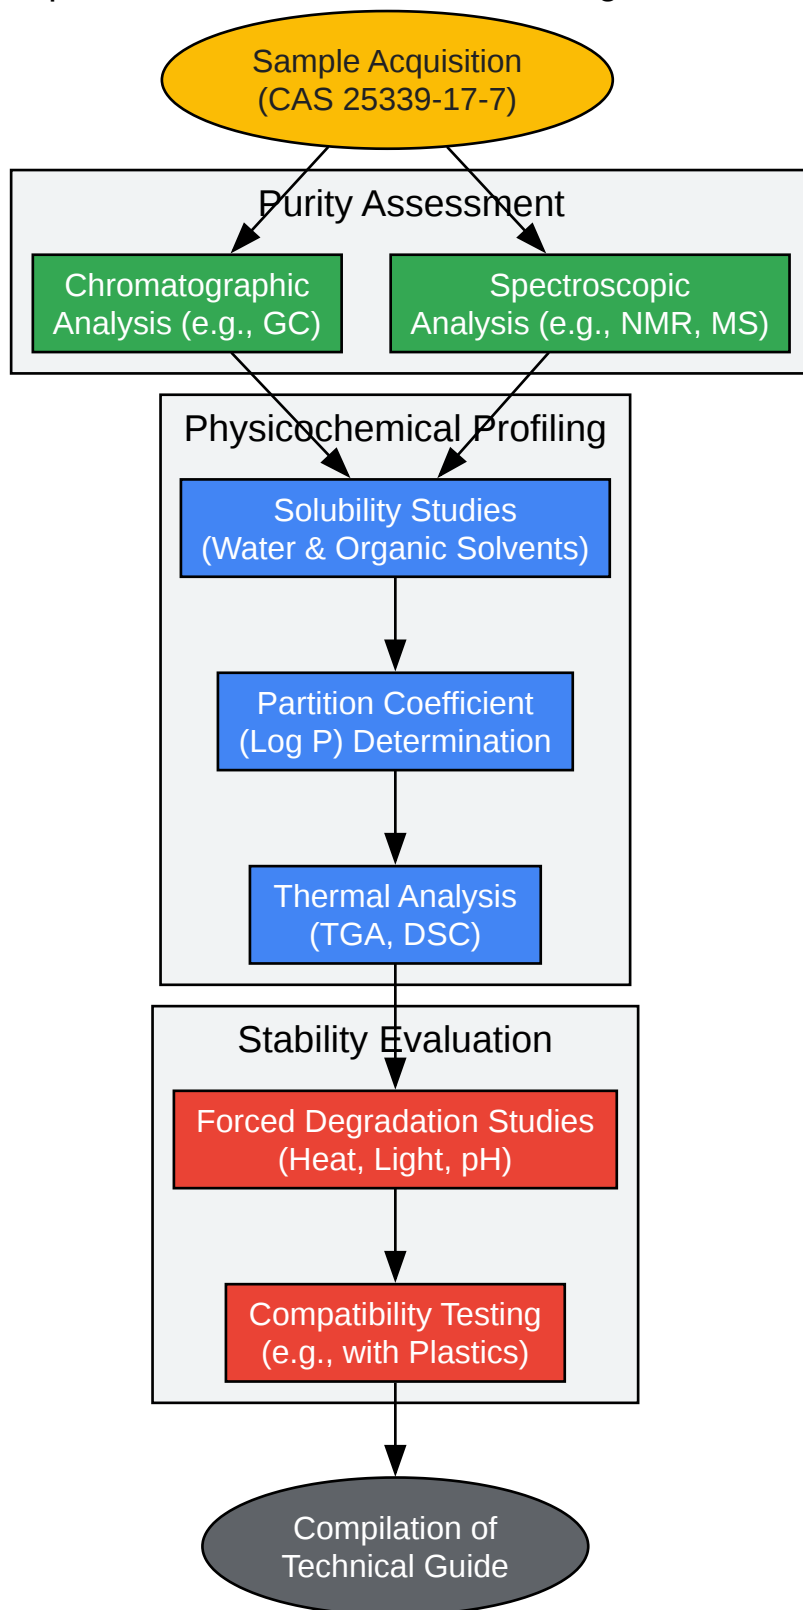 Sample Acquisition
(CAS 25339-17-7)
Purity Assessment
Chromatographic
Analysis (e.g., GC)
Spectroscopic
Analysis (e.g., NMR, MS)
Physicochemical Profiling
Solubility Studies
(Water & Organic Solvents)
Partition Coefficient
(Log P) Determination
Thermal Analysis
(TGA, DSC)
Stability Evaluation
Forced Degradation Studies
(Heat, Light, pH)
Compatibility Testing
(e.g., with Plastics)
Compilation of
Technical Guide